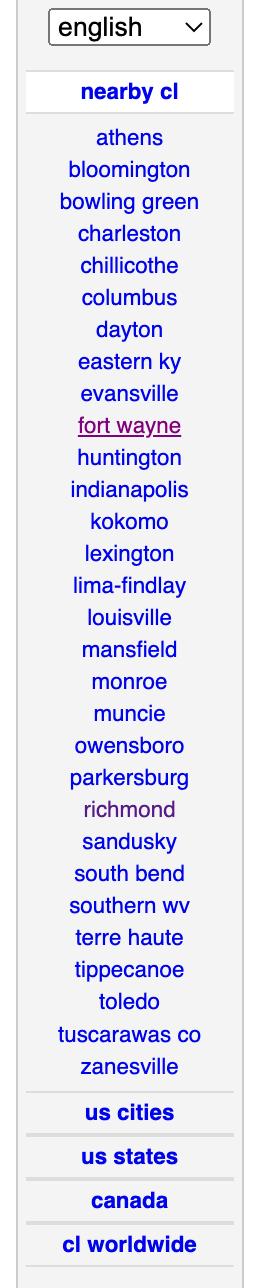 english
nearby cl
athens
bloomington
bowling green
charleston
chillicothe
columbus
dayton
eastern ky
evansville
fort wayne
huntington
indianapolis
kokomo
lexington
lima-findlay
louisville
mansfield
monroe
muncie
owensboro
parkersburg
richmond
sandusky
south bend
southern wv
terre haute
tippecanoe
toledo
tuscarawas co
zanesville
us cities
us states
canada
cl worldwide